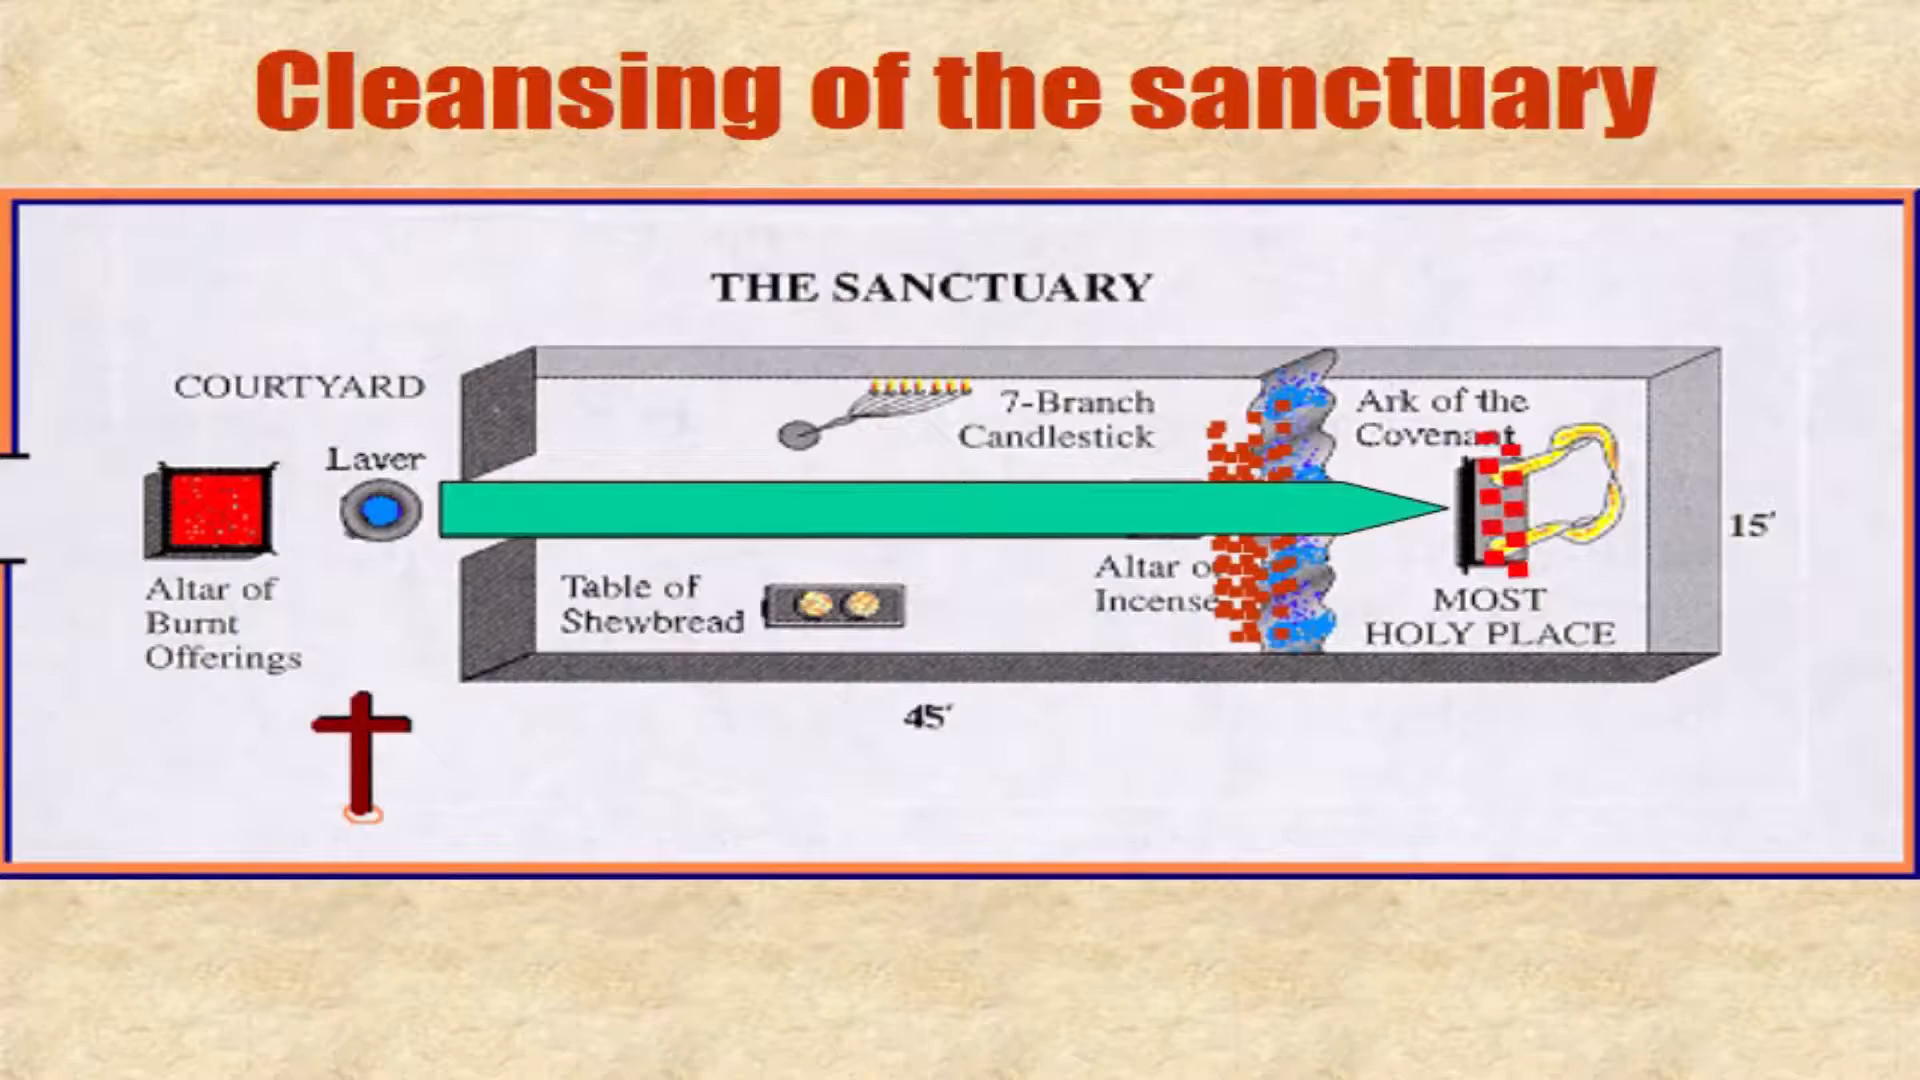 Cleansing of the sanctuary
THE SANCTUARY
COURTYARD
Laver
Altar of
Burnt
Offerings
7-Branch
Candlestick
Table of
Shewbread
Altar o
Incense
Ark of the
Covenant
MOST
HOLY PLACE
15'
45'